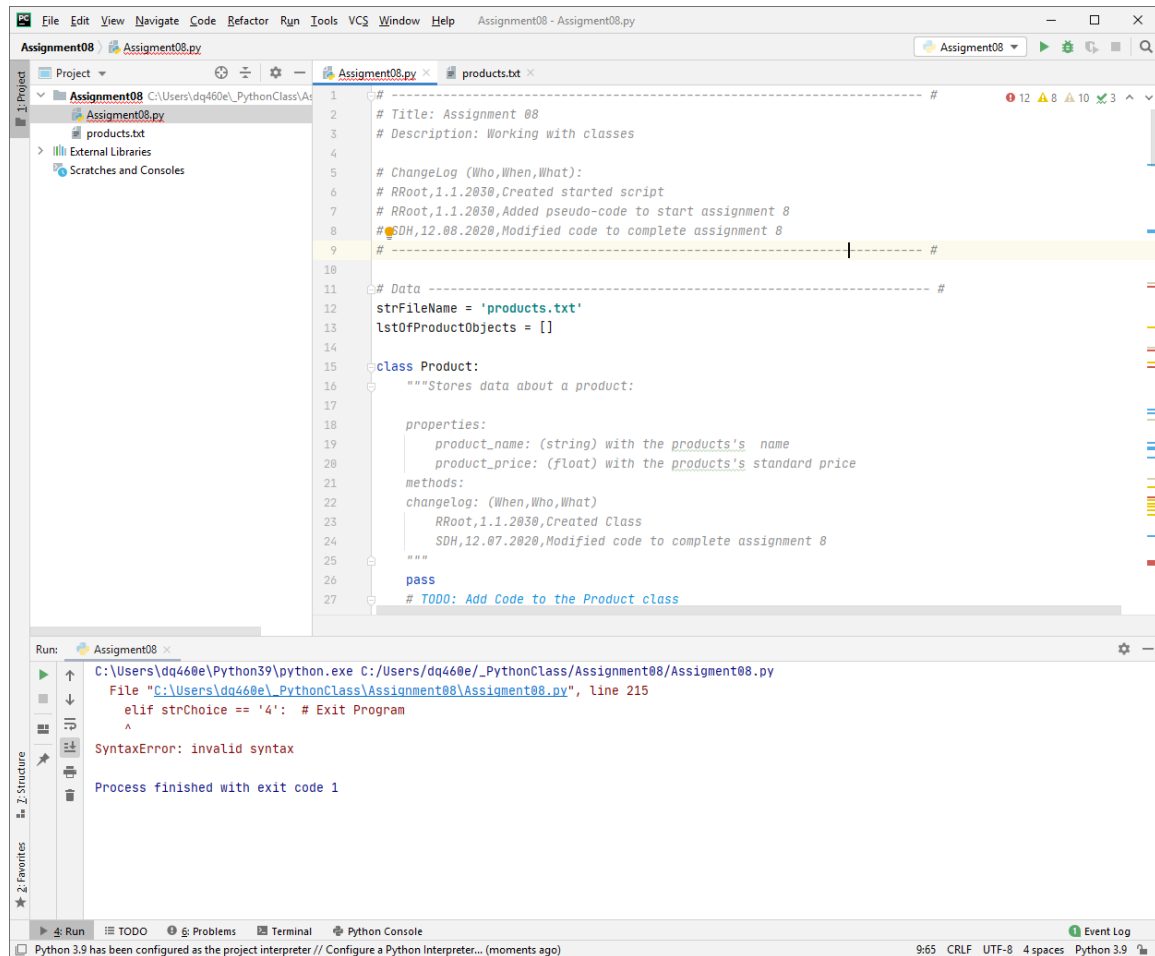 File Edit View Navigate Code Refactor Run Tools VCS Window Help Assignment08 - Assigment08.py
Assignment08 Assigment08.py Assigment08
Project Assigment08.py products.txt
1: Project
Assignment08 C:\Users\dq460e\_PythonClass\As
Assigment08.py
products.txt
External Libraries
Scratches and Consoles
12 8 10 3
1 # ------------------------------------------------------------------------ #
2 # Title: Assignment 08
3 # Description: Working with classes
4
5 # ChangeLog (Who,When,What):
6 # RRoot,1.1.2030,Created started script
7 # RRoot,1.1.2030,Added pseudo-code to start assignment 8
8 # SDH,12.08.2020,Modified code to complete assignment 8
9 # ------------------------------------------------------------------------ #
10
11 # Data -------------------------------------------------------------------- #
12 strFileName = 'products.txt'
13 lstOfProductObjects = []
14
15 class Product:
16 """Stores data about a product:
17
18 properties:
19 product_name: (string) with the products's  name
20 product_price: (float) with the products's standard price
21 methods:
22 changelog: (When,Who,What)
23 RRoot,1.1.2030,Created Class
24 SDH,12.07.2020,Modified code to complete assignment 8
25 """
26 pass
27 # TODO: Add Code to the Product class
Run: Assigment08
C:\Users\dq460e\Python39\python.exe C:/Users/dq460e/_PythonClass/Assignment08/Assigment08.py
File "C:\Users\dq460e\_PythonClass\Assignment08\Assigment08.py", line 215
elif strChoice == '4':  # Exit Program
^
SyntaxError: invalid syntax
Process finished with exit code 1
7: Structure
2: Favorites
4: Run TODO 6: Problems Terminal Python Console 1 Event Log
Python 3.9 has been configured as the project interpreter // Configure a Python Interpreter... (moments ago) 9:65 CRLF UTF-8 4 spaces Python 3.9